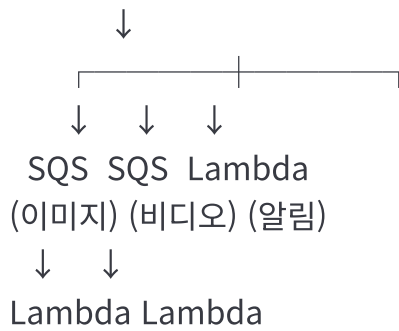 ↓
↓ ↓ ↓
SQS SQS Lambda
(이미지) (비디오) (알림)
↓ ↓
Lambda Lambda